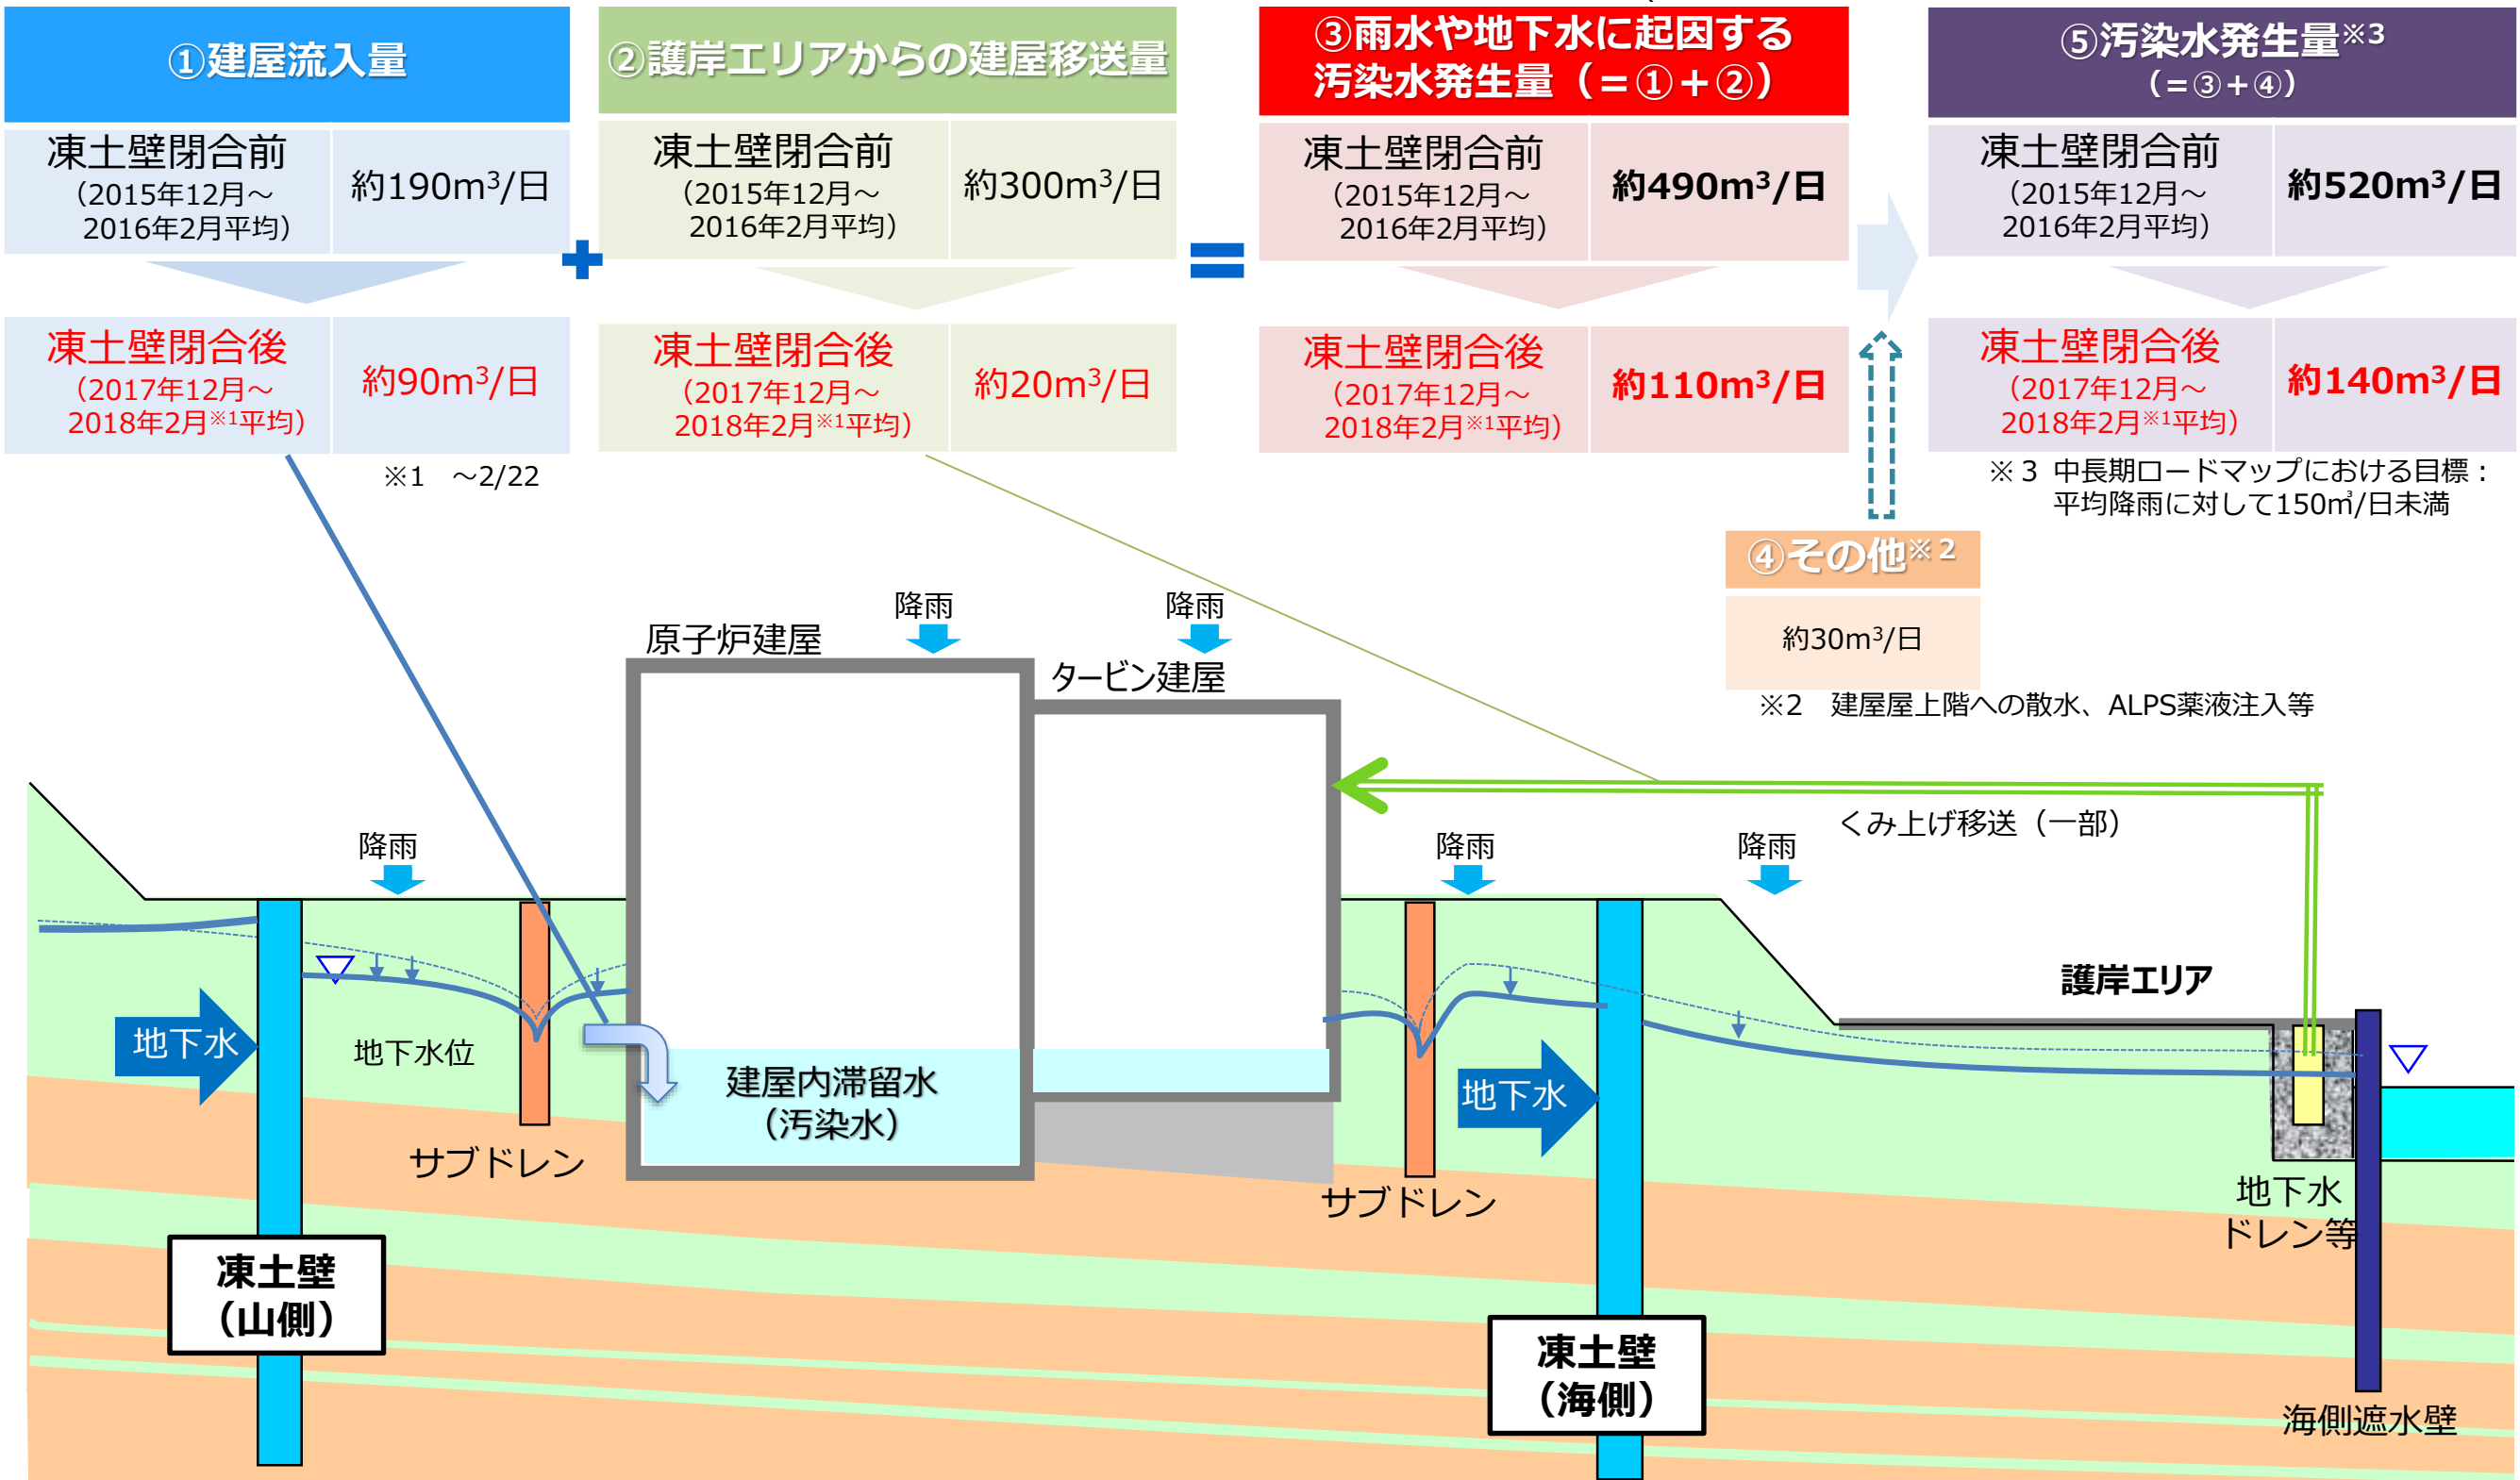 ①建屋流入量
凍土壁閉合前
（2015年12月～
2016年2月平均）
約190m³/日
凍土壁閉合後
（2017年12月～
2018年2月※1平均）
約90m³/日
※1　～2/22
②護岸エリアからの建屋移送量
凍土壁閉合前
（2015年12月～
2016年2月平均）
約300m³/日
凍土壁閉合後
（2017年12月～
2018年2月※1平均）
約20m³/日
③雨水や地下水に起因する
汚染水発生量（=①+②）
凍土壁閉合前
（2015年12月～
2016年2月平均）
約490m³/日
凍土壁閉合後
（2017年12月～
2018年2月※1平均）
約110m³/日
⑤汚染水発生量※3
（=③+④）
凍土壁閉合前
（2015年12月～
2016年2月平均）
約520m³/日
凍土壁閉合後
（2017年12月～
2018年2月※1平均）
約140m³/日
※３ 中長期ロードマップにおける目標：
平均降雨に対して150㎥/日未満
④その他※２
約30m³/日
※2　建屋屋上階への散水、ALPS薬液注入等
降雨
降雨
原子炉建屋
タービン建屋
くみ上げ移送（一部）
降雨
降雨
降雨
護岸エリア
地下水
地下水位
建屋内滞留水
（汚染水）
地下水
サブドレン
サブドレン
地下水
ドレン等
凍土壁
（山側）
凍土壁
（海側）
海側遮水壁